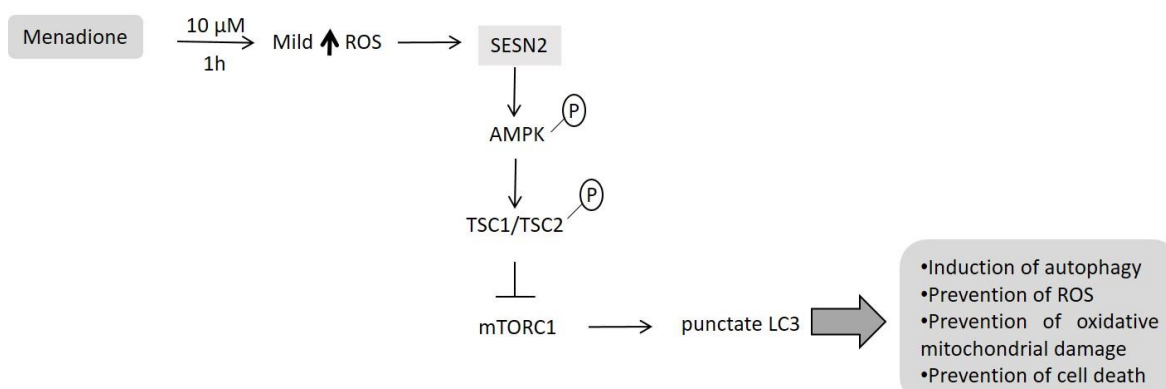 Menadione
10 µM
1h
Mild ROS
SESN2
P
AMPK
P
TSC1/TSC2
mTORC1
punctate LC3
•Induction of autophagy
•Prevention of ROS
•Prevention of oxidative
mitochondrial damage
•Prevention of cell death